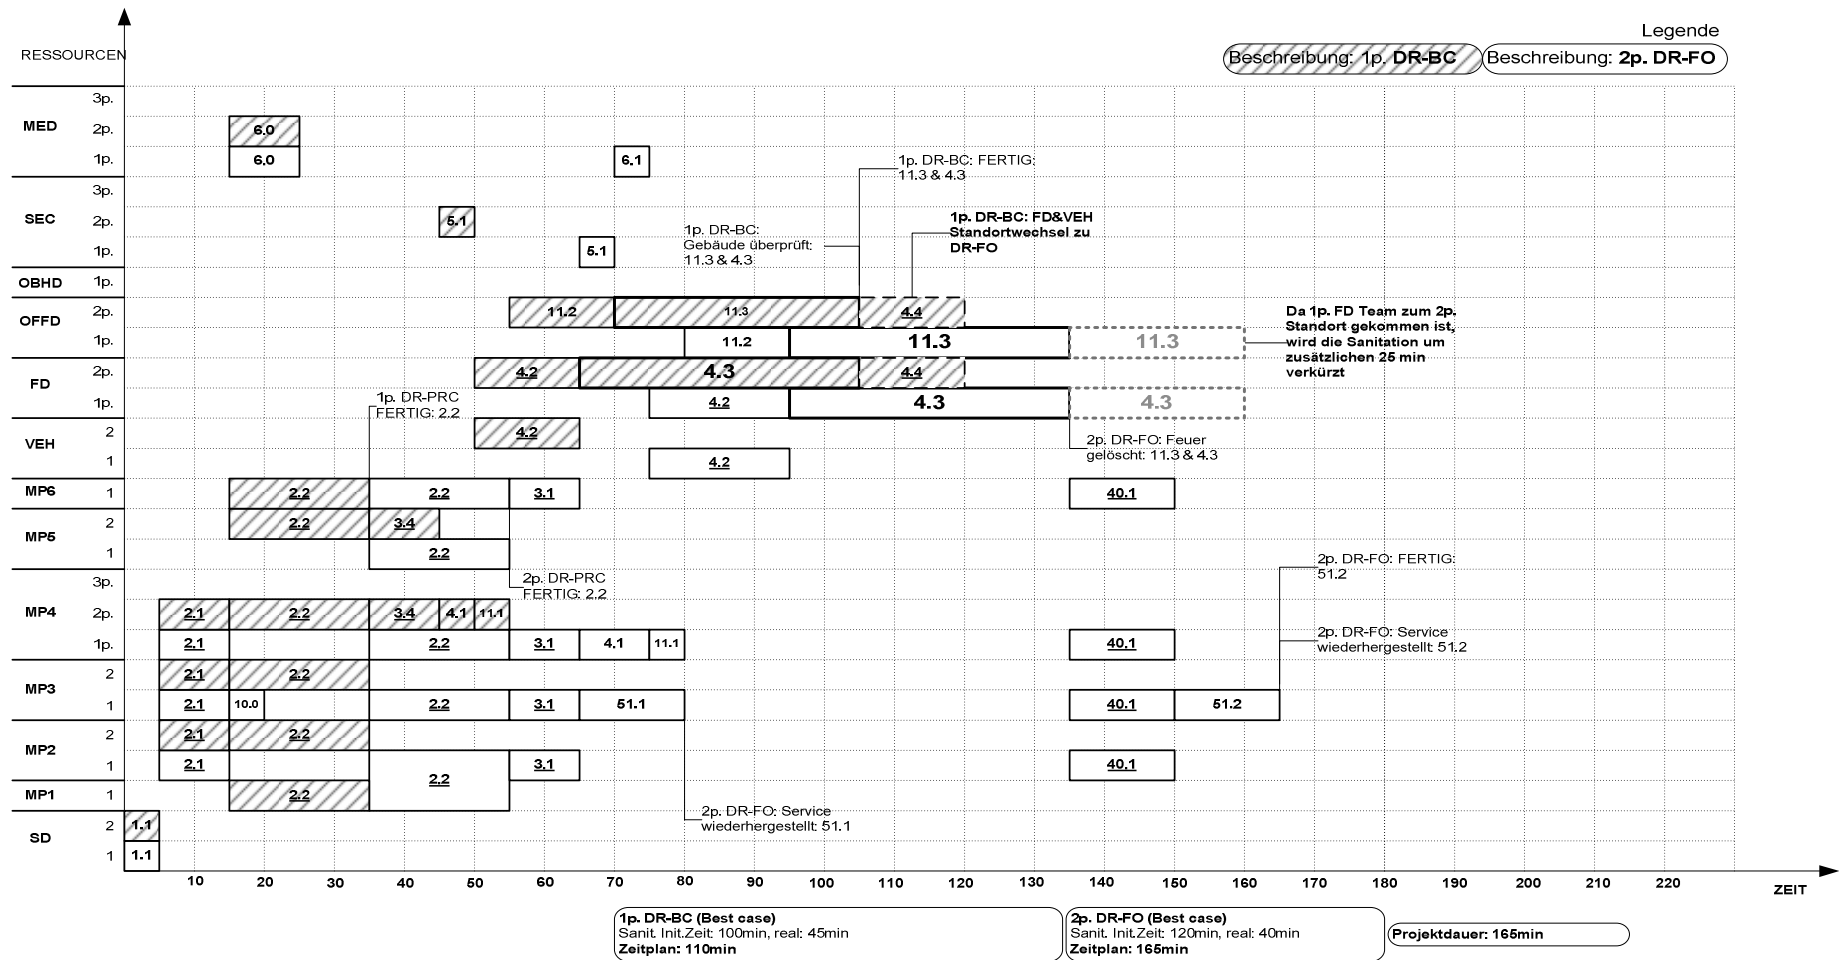 Legende
RESSOURCEN
Beschreibung: 1p. DR-BC
Beschreibung: 2p. DR-FO
3p.
MED
2p.
6.0
1p.
6.0
6.1
1p. DR-BC: FERTIG:
11.3 & 4.3
3p.
SEC
2p.
5.1
1p. DR-BC: FD&VEH
Standortwechsel zu
DR-FO
1p.
5.1
1p. DR-BC:
Gebäude überprüft:
11.3 & 4.3
OBHD
1p.
OFFD
2p.
11.2
11.3
4.4
1p.
11.2
11.3
11.3
Da 1p. FD Team zum 2p.
Standort gekommen ist,
wird die Sanitation um
zusätzlichen 25 min
verkürzt
FD
2p.
4.2
4.3
4.4
1p.
4.2
4.3
4.3
1p. DR-PRC
FERTIG: 2.2
VEH
2
4.2
1
4.2
2p. DR-FO: Feuer
gelöscht: 11.3 & 4.3
MP6
1
2.2
2.2
3.1
40.1
MP5
2
2.2
3.4
1
2.2
2p. DR-PRC
FERTIG: 2.2
2p. DR-FO: FERTIG:
51.2
MP4
3p.
2p.
2.1
2.2
3.4
4.1
11.1
1p.
2.1
2.2
3.1
4.1
11.1
40.1
2p. DR-FO: Service
wiederhergestellt: 51.2
MP3
2
2.1
2.2
1
2.1
10.0
2.2
3.1
51.1
40.1
51.2
MP2
2
2.1
2.2
1
2.1
2.2
3.1
40.1
MP1
1
2.2
2p. DR-FO: Service
wiederhergestellt: 51.1
SD
2
1.1
1
1.1
10 20 30 40 50 60 70 80 90 100 110 120 130 140 150 160 170 180 190 200 210 220
ZEIT
1p. DR-BC (Best case)
Sanit. Init.Zeit: 100min, real: 45min
Zeitplan: 110min
2p. DR-FO (Best case)
Sanit. Init.Zeit: 120min, real: 40min
Zeitplan: 165min
Projektdauer: 165min